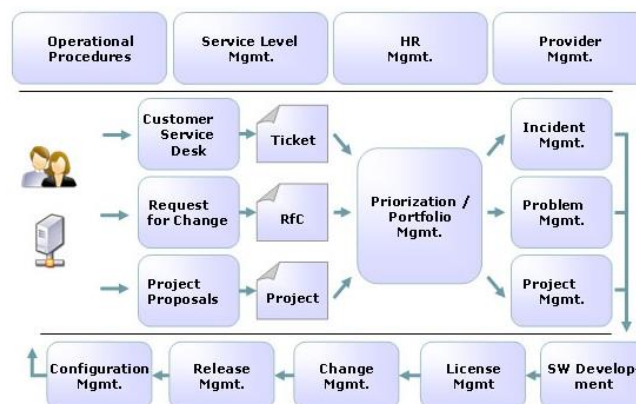 Operational
Procedures
Service Level
Mgmt.
HR
Mgmt.
Provider
Mgmt.
Customer
Service
Desk
Ticket
Incident
Mgmt.
Request
for Change
RfC
Priorization /
Portfolio
Mgmt.
Problem
Mgmt.
Project
Proposals
Project
Project
Mgmt.
Configuration
Mgmt.
Release
Mgmt.
Change
Mgmt.
License
Mgmt
SW Develop-
ment